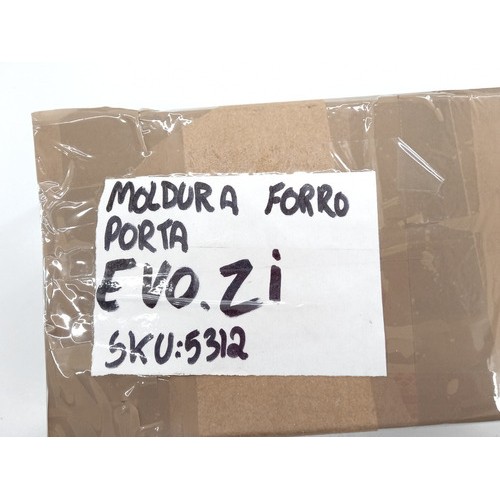 MOLDURA FORRO
PORTA
EVO.Zi
SKU:5312